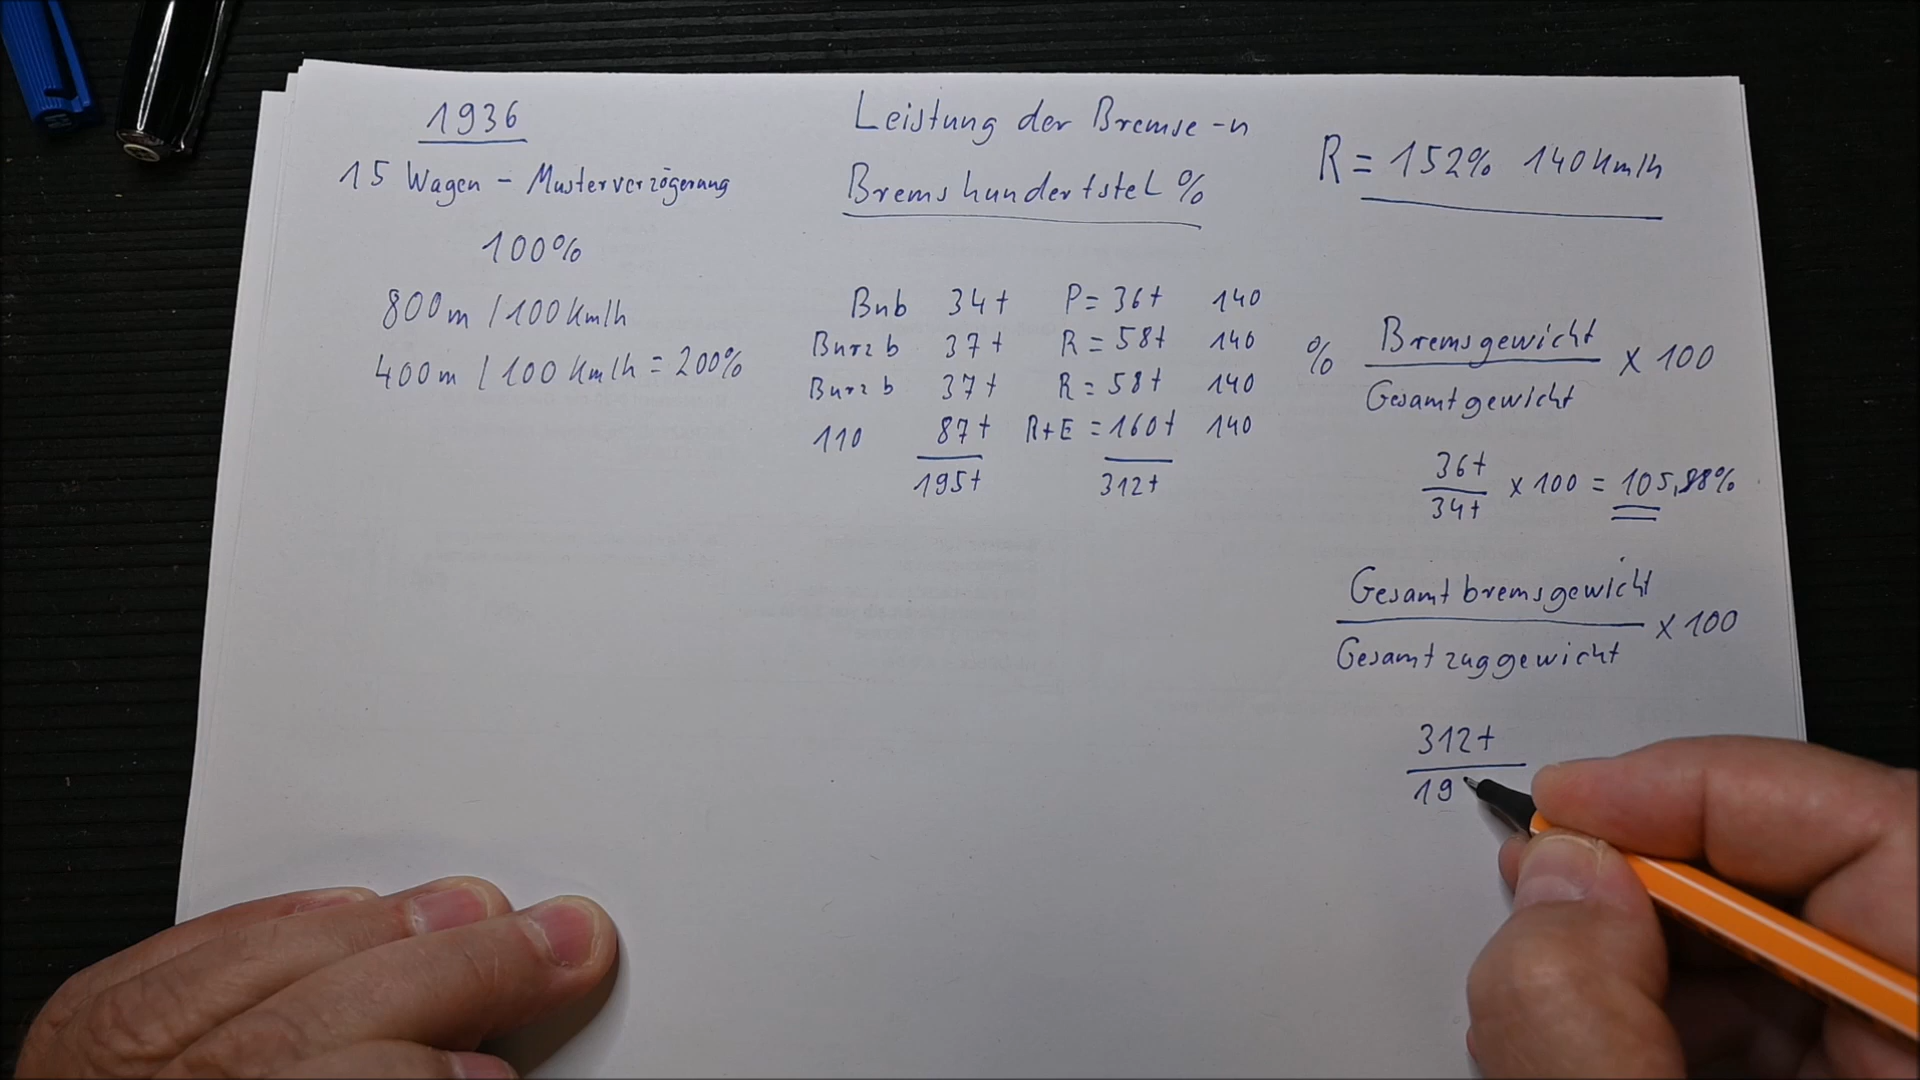 1936
15 Wagen - Musterverzögerung
100%
800m / 100 Km/h
400m / 100 Km/h = 200%
Leistung der Bremse-n
Bremshundertstel %
Bnb 34t P= 36t 140
Burz b 37t R = 58t 140
Burz b 37t R = 58t 140
110 87t R+E = 160t 140
195t 312t
R = 152% 140 Km/h
% Bremsgewicht x 100
Gesamtgewicht
36t x 100 = 105,88%
34t
Gesamtbremsgewicht x 100
Gesamtzuggewicht
312t
19